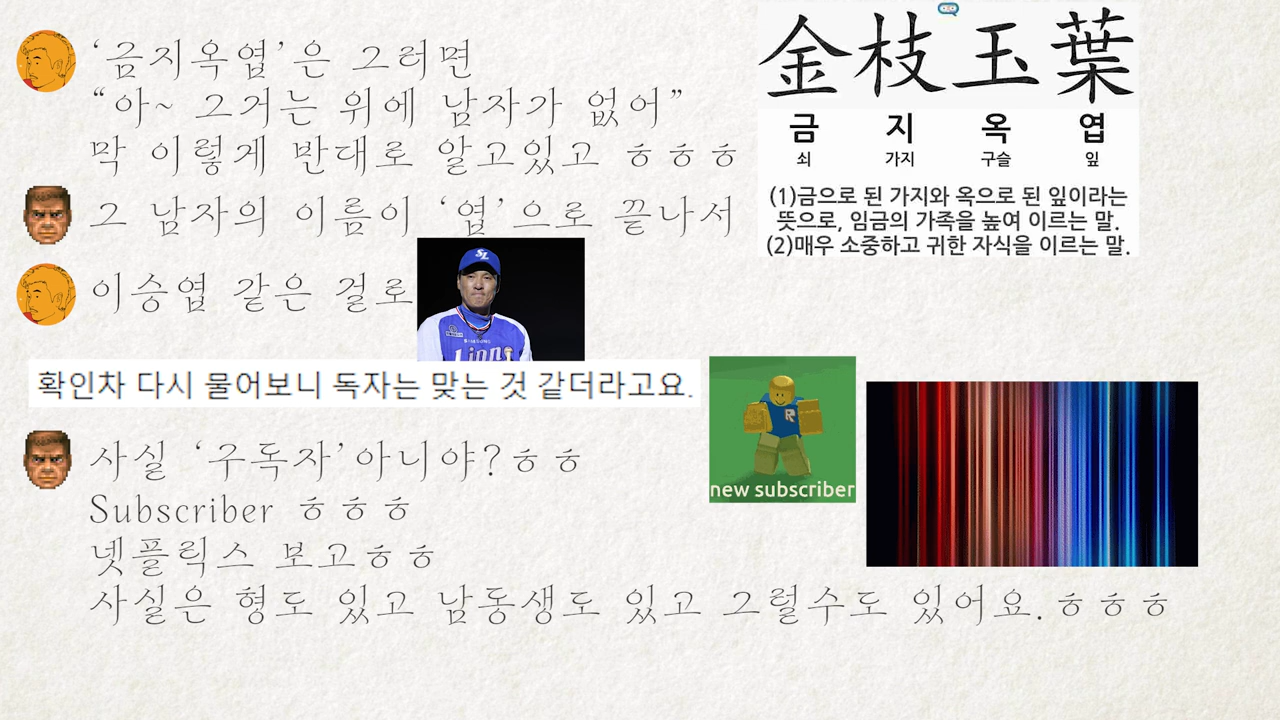 ‘금지옥엽’은 그러면
“아~ 그거는 위에 남자가 없어”
막 이렇게 반대로 알고있고 ㅎㅎㅎ
그 남자의 이름이 ‘엽’으로 끝나서
이승엽 같은 걸로
SL
Lions
확인차 다시 물어보니 독자는 맞는 것 같더라고요.
사실 ‘구독자’아니야?ㅎㅎ
Subscriber ㅎㅎㅎ
넷플릭스 보고ㅎㅎ
사실은 형도 있고 남동생도 있고 그럴수도 있어요.ㅎㅎㅎ
金枝玉葉
금 지 옥 엽
쇠 가지 구슬 잎
(1)금으로 된 가지와 옥으로 된 잎이라는
뜻으로, 임금의 가족을 높여 이르는 말.
(2)매우 소중하고 귀한 자식을 이르는 말.
R
new subscriber